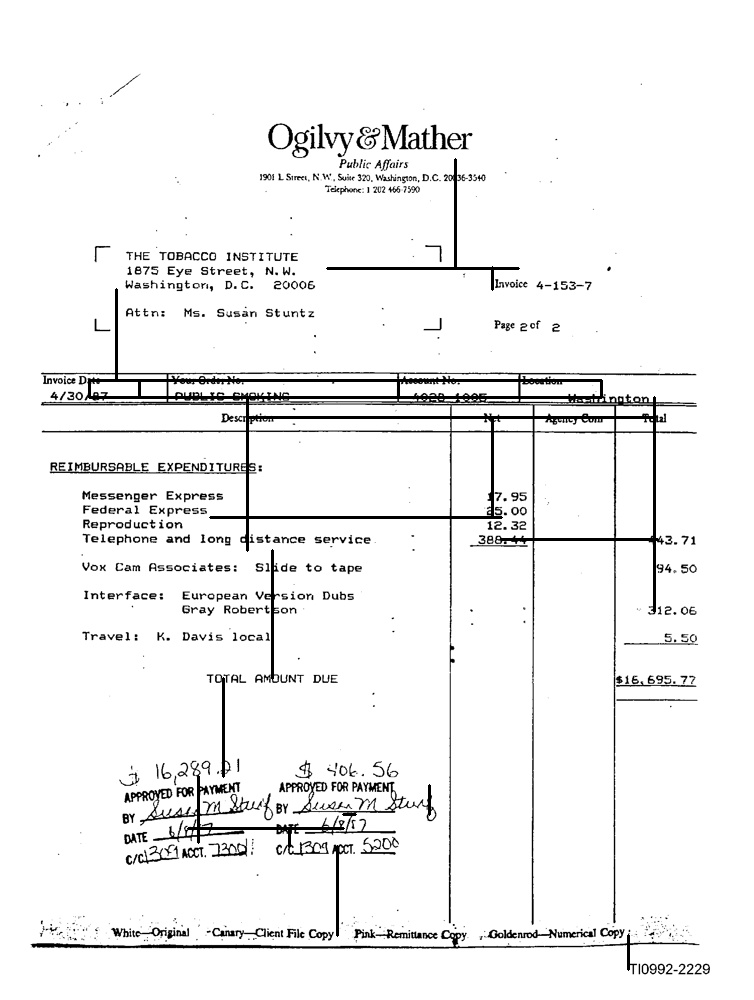 Ogilvy & Mather
Public Affairs
1901 L Street, N.W., Suite 320, Washington, D.C. 20036-3540
Telephone: 1 202 466-7590
THE TOBACCO INSTITUTE
1875 Eye Street, N.W.
Washington, D.C. 20006
Invoice 4-153-7
Attn: Ms. Susan Stuntz
Page 2 of 2
Invoice Date Your Order No. Account No. Location
4/30/87 PUBLIC SMOKING Washington
Description Net Agency Com Total
REIMBURSABLE EXPENDITURES:
Messenger Express 17.95
Federal Express 25.00
Reproduction 12.32
Telephone and long distance service 388.44 443.71
Vox Cam Associates: Slide to tape 94.50
Interface: European Version Dubs
Gray Robertson 312.06
Travel: K. Davis local 5.50
TOTAL AMOUNT DUE $16,695.77
$ 16,289.21 $ 406.56
APPROVED FOR PAYMENT APPROVED FOR PAYMENT
BY Susan M Stuntz BY Susan M Stuntz
DATE 6/8/87 DATE 6/8/87
C/C 1309 ACCT. 7300 C/C 1309 ACCT. 5200
White—Original Canary—Client File Copy Pink—Remittance Copy Goldenrod—Numerical Copy
TI0992-2229